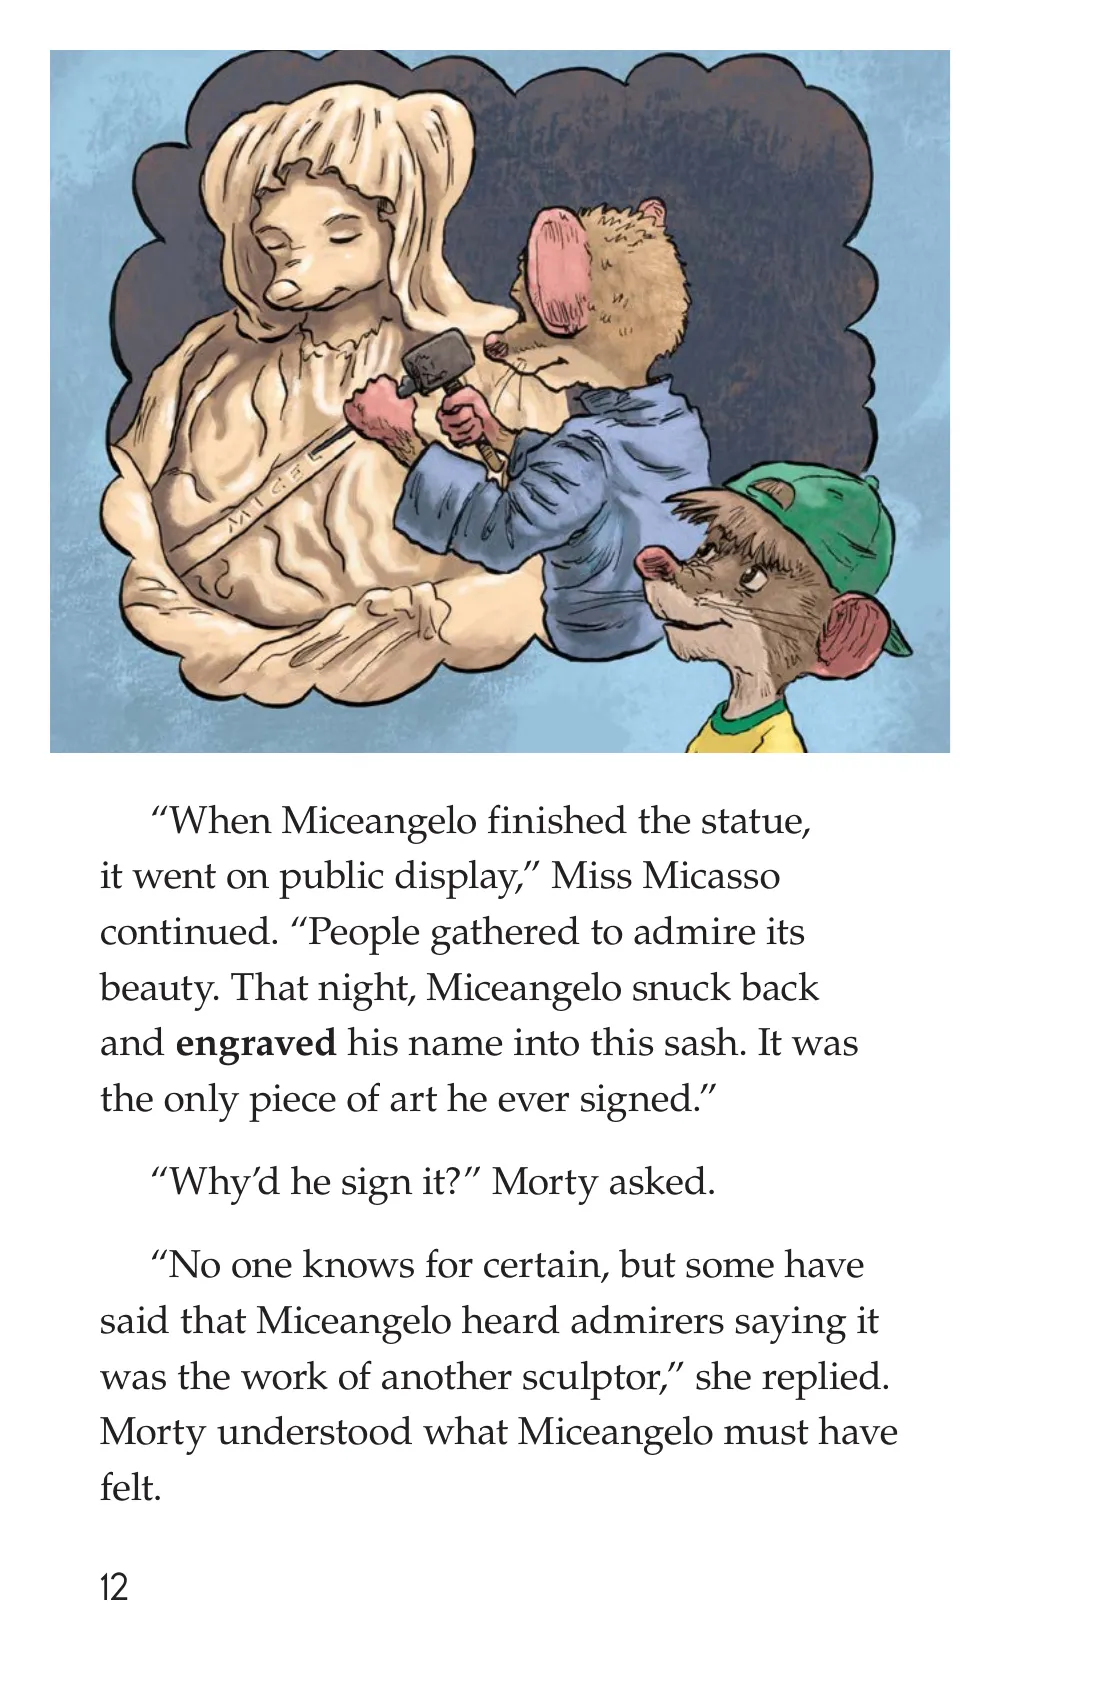 MICEL
“When Miceangelo finished the statue,
it went on public display,” Miss Micasso
continued. “People gathered to admire its
beauty. That night, Miceangelo snuck back
and engraved his name into this sash. It was
the only piece of art he ever signed.”
“Why’d he sign it?” Morty asked.
“No one knows for certain, but some have
said that Miceangelo heard admirers saying it
was the work of another sculptor,” she replied.
Morty understood what Miceangelo must have
felt.
12